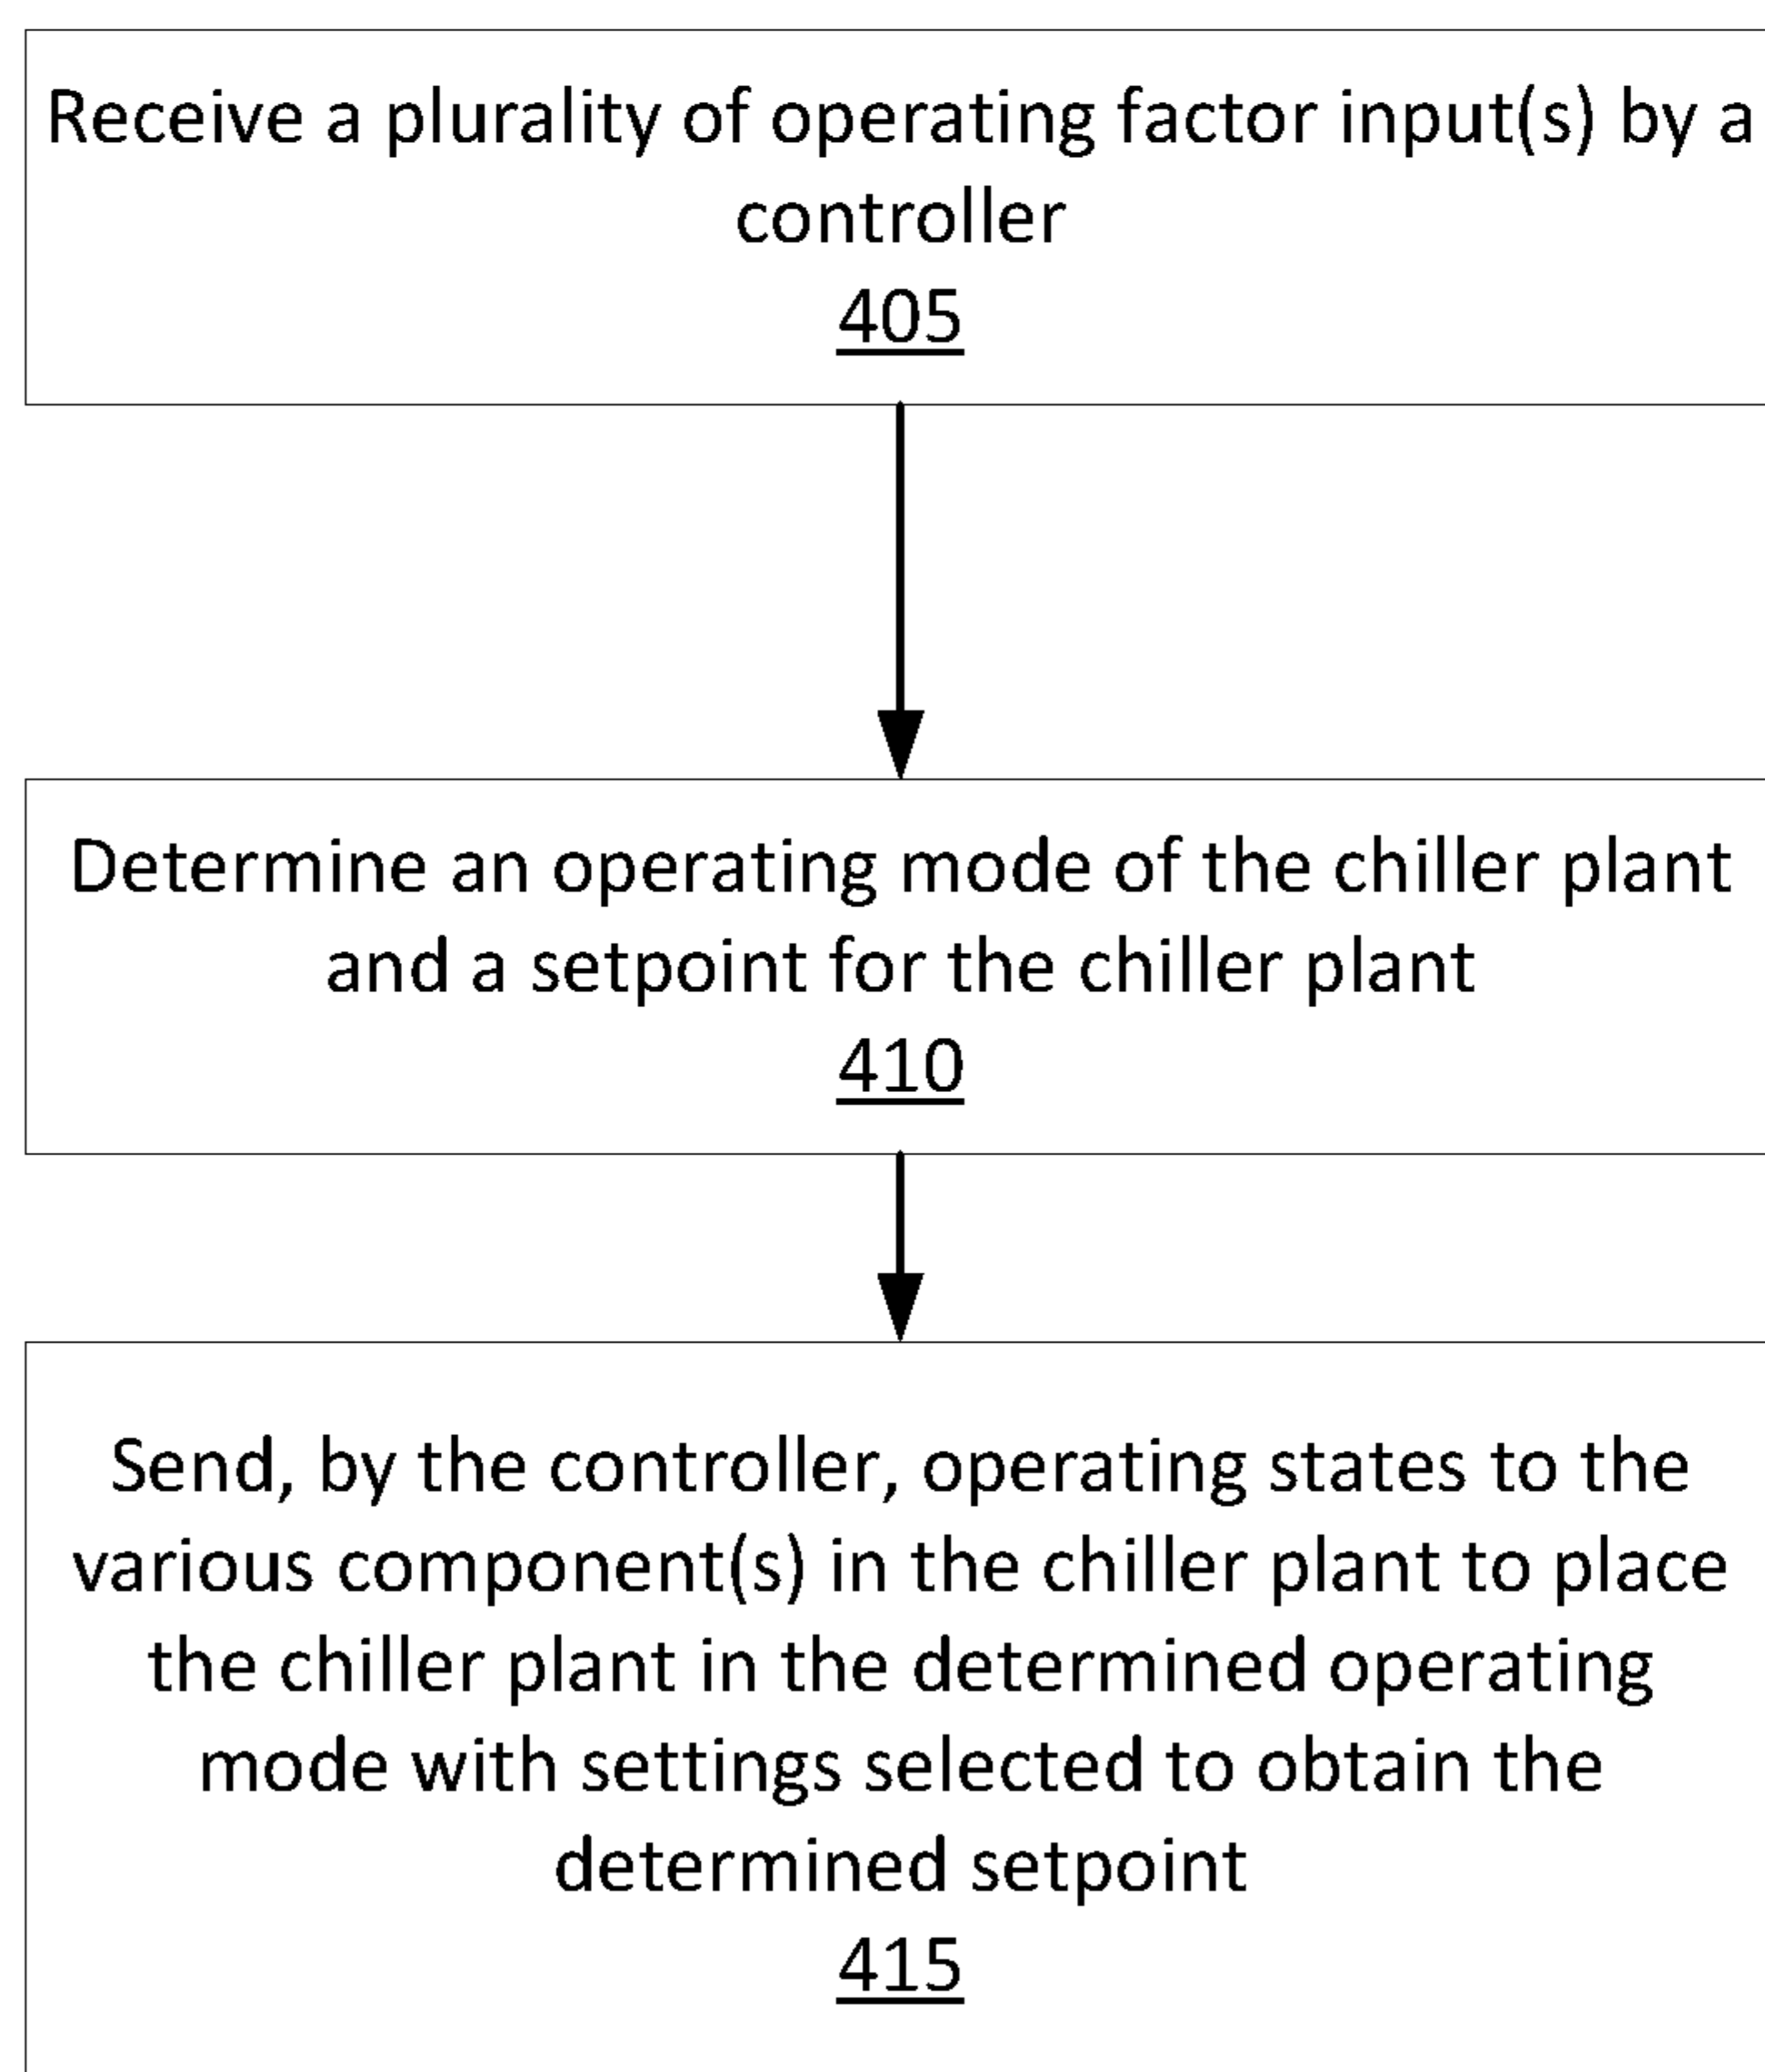 Receive a plurality of operating factor input(s) by a
controller
405
Determine an operating mode of the chiller plant
and a setpoint for the chiller plant
410
Send, by the controller, operating states to the
various component(s) in the chiller plant to place
the chiller plant in the determined operating
mode with settings selected to obtain the
determined setpoint
415